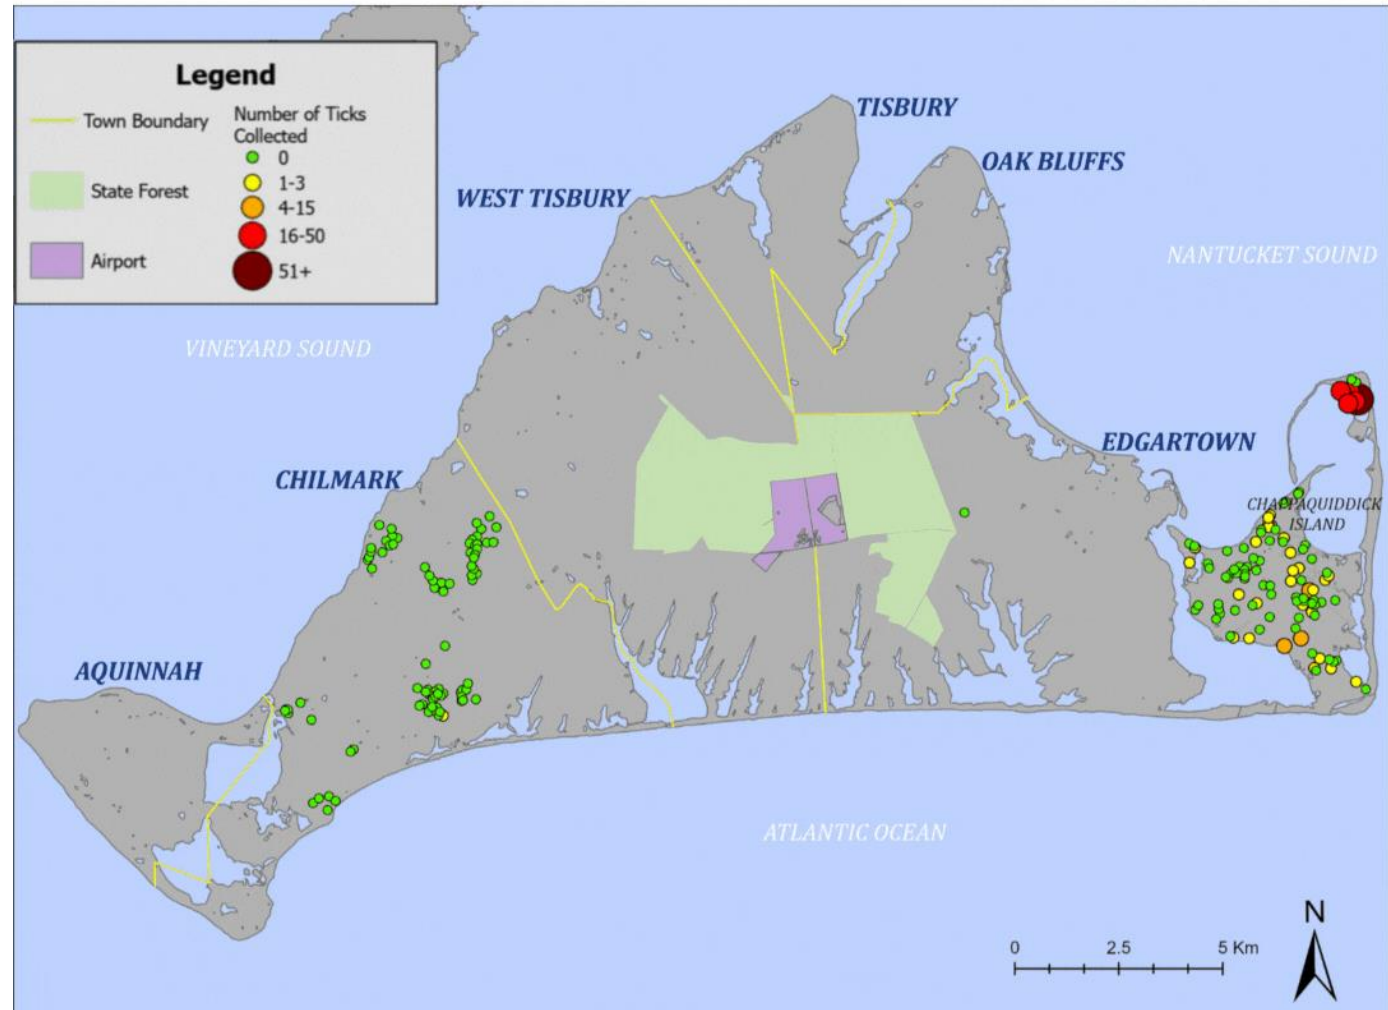 Legend
Town Boundary
State Forest
Airport
Number of Ticks
Collected
0
1-3
4-15
16-50
51+
TISBURY
OAK BLUFFS
WEST TISBURY
NANTUCKET SOUND
VINEYARD SOUND
EDGARTOWN
CHILMARK
CHAPPAQUIDDICK
ISLAND
AQUINNAH
ATLANTIC OCEAN
N
0 2.5 5 Km